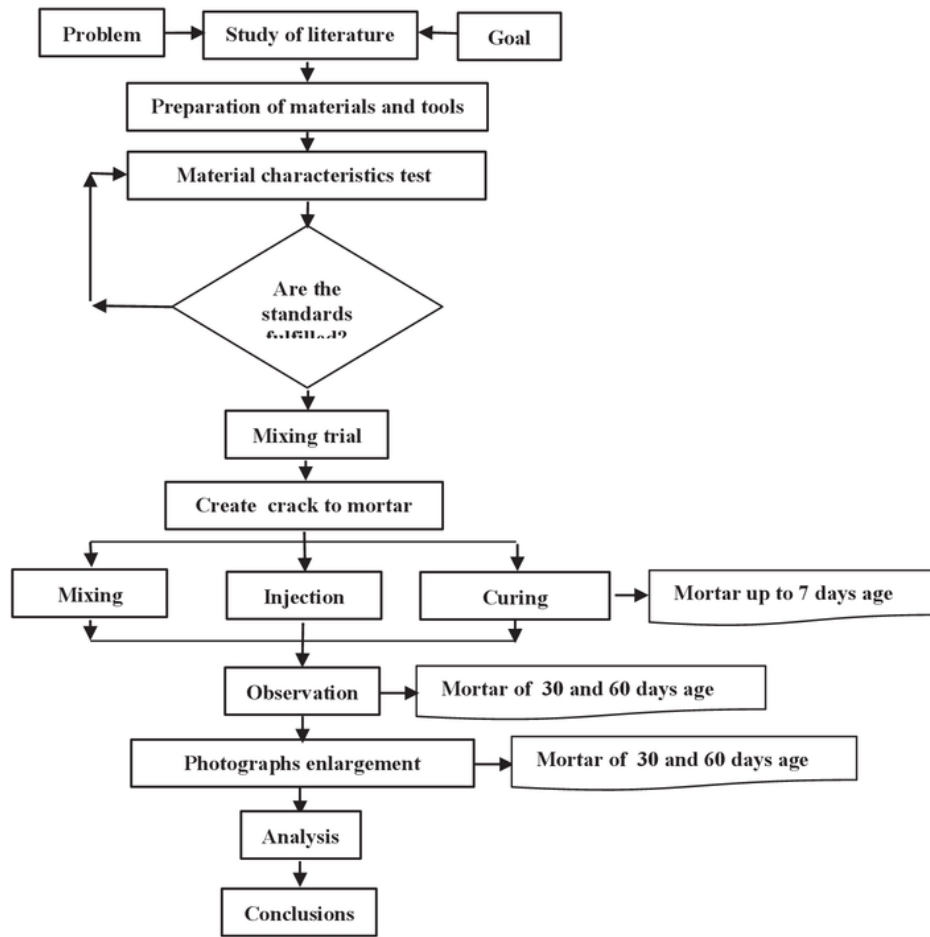 Problem
Study of literature
Goal
Preparation of materials and tools
Material characteristics test
Are the
standards
fulfilled?
Mixing trial
Create crack to mortar
Mixing
Injection
Curing
Mortar up to 7 days age
Observation
Mortar of 30 and 60 days age
Photographs enlargement
Mortar of 30 and 60 days age
Analysis
Conclusions